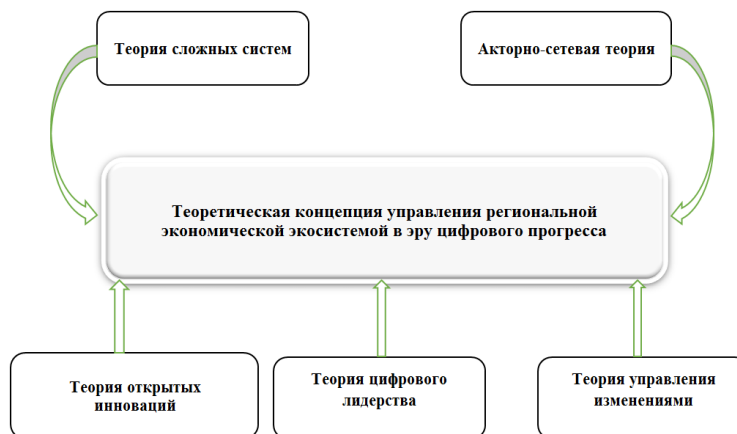 Теория сложных систем
Акторно-сетевая теория
Теоретическая концепция управления региональной
экономической экосистемой в эру цифрового прогресса
Теория открытых
инноваций
Теория цифрового
лидерства
Теория управления
изменениями